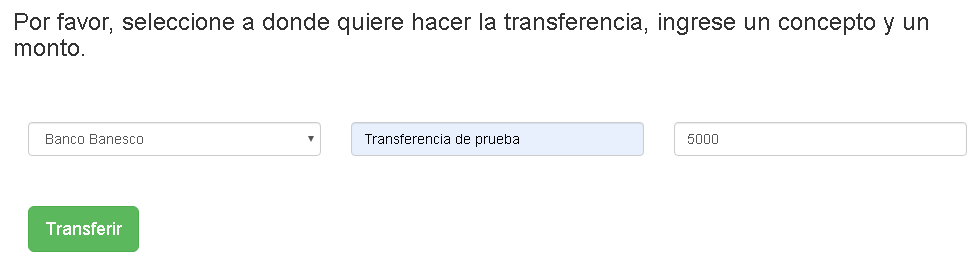 Por favor, seleccione a donde quiere hacer la transferencia, ingrese un concepto y un
monto.
Banco Banesco
Transferencia de prueba
5000
Transferir